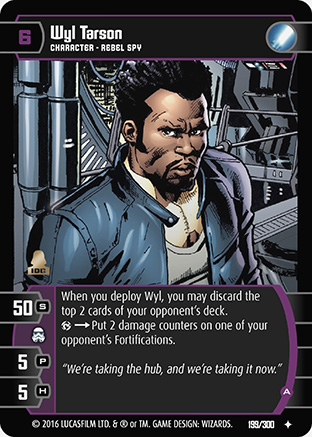 6
Wyl Tarson
CHARACTER • REBEL SPY
IDC
50 S
5 P
5 H
When you deploy Wyl, you may discard the
top 2 cards of your opponent's deck.
Put 2 damage counters on one of your
opponent's Fortifications.
"We're taking the hub, and we're taking it now."
A
© 2016 LUCASFILM LTD. & ® or TM. GAME DESIGN: WIZARDS.
199/300